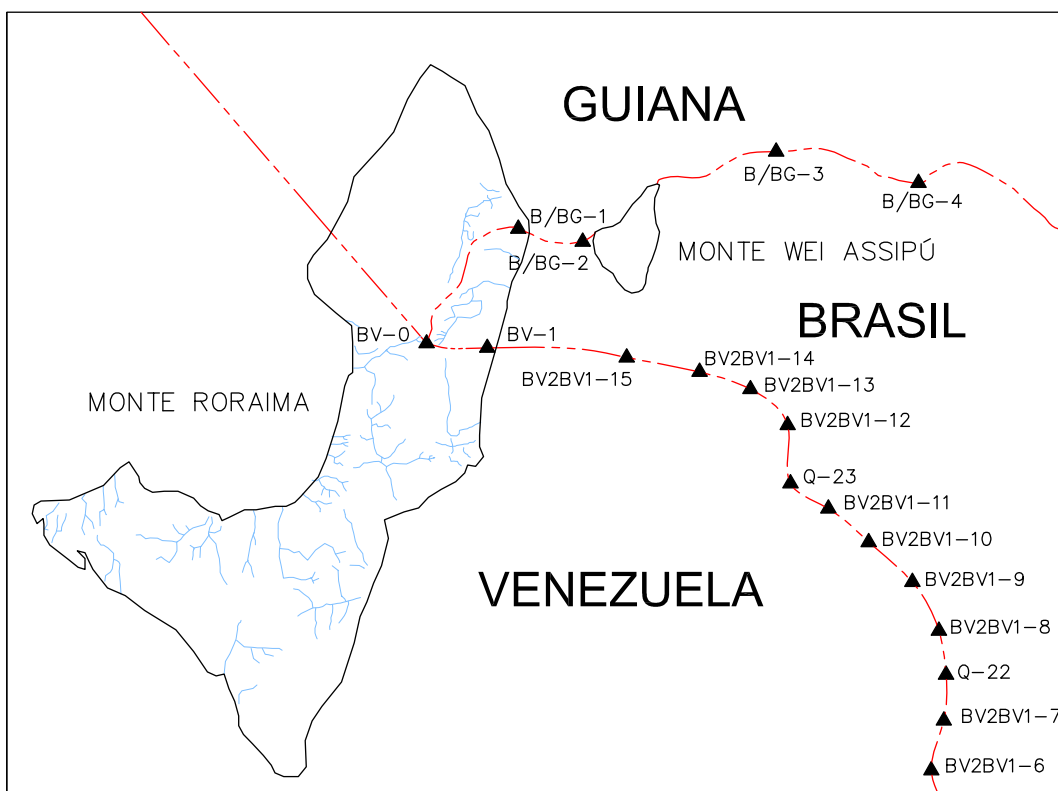 GUIANA
B/BG-3
B/BG-4
B/BG-1
B/BG-2
MONTE WEI ASSIPÚ
BRASIL
BV-0
BV-1
BV2BV1-14
BV2BV1-15
BV2BV1-13
MONTE RORAIMA
BV2BV1-12
Q-23
BV2BV1-11
BV2BV1-10
VENEZUELA
BV2BV1-9
BV2BV1-8
Q-22
BV2BV1-7
BV2BV1-6